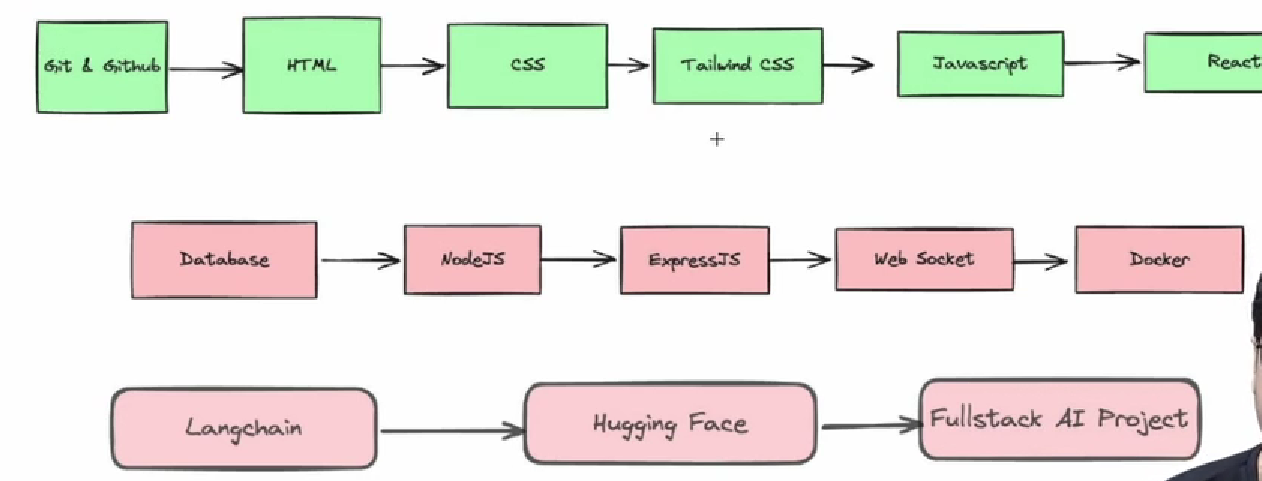 Git & Github
HTML
CSS
Tailwind CSS
Javascript
React
Database
NodeJS
ExpressJS
Web Socket
Docker
Langchain
Hugging Face
Fullstack AI Project